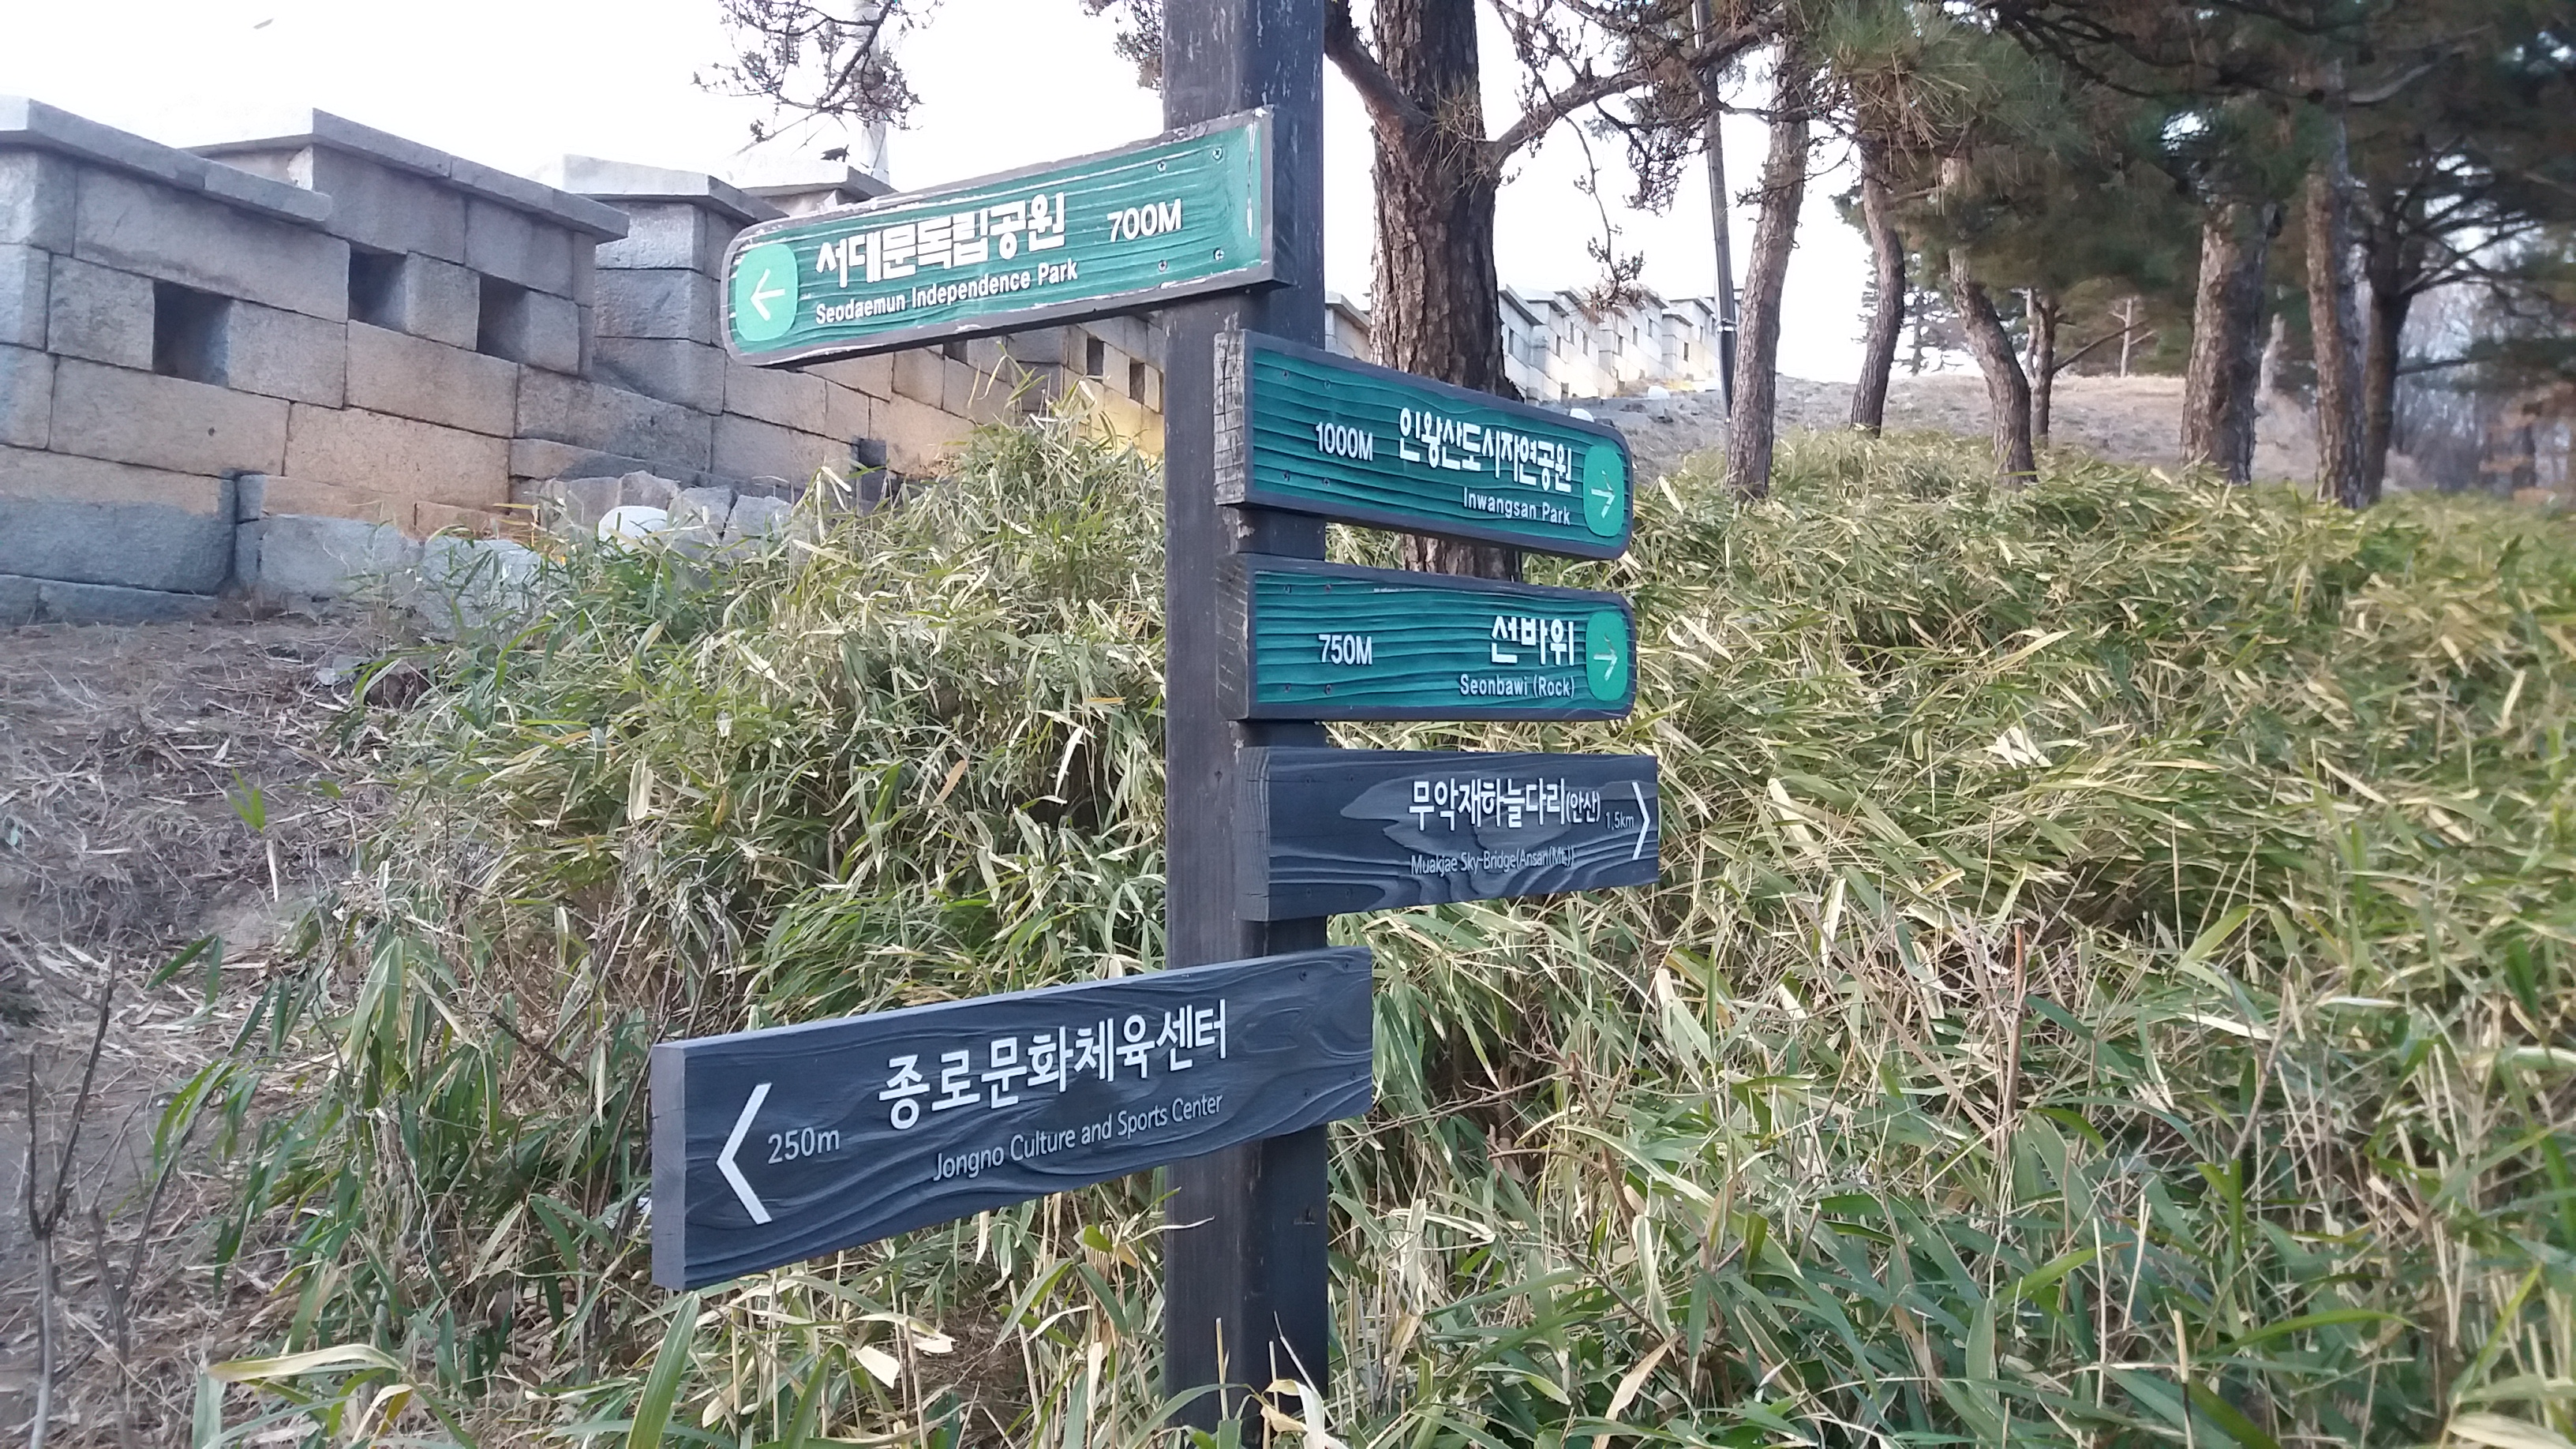 서대문독립공원 700M
Seodaemun Independence Park
1000M 인왕산도시자연공원
Inwangsan Park
750M 선바위
Seonbawi (Rock)
무악재하늘다리(안산) 1.5km
Muakjae Sky-Bridge(Ansan(Mt.))
종로문화체육센터
250m
Jongno Culture and Sports Center